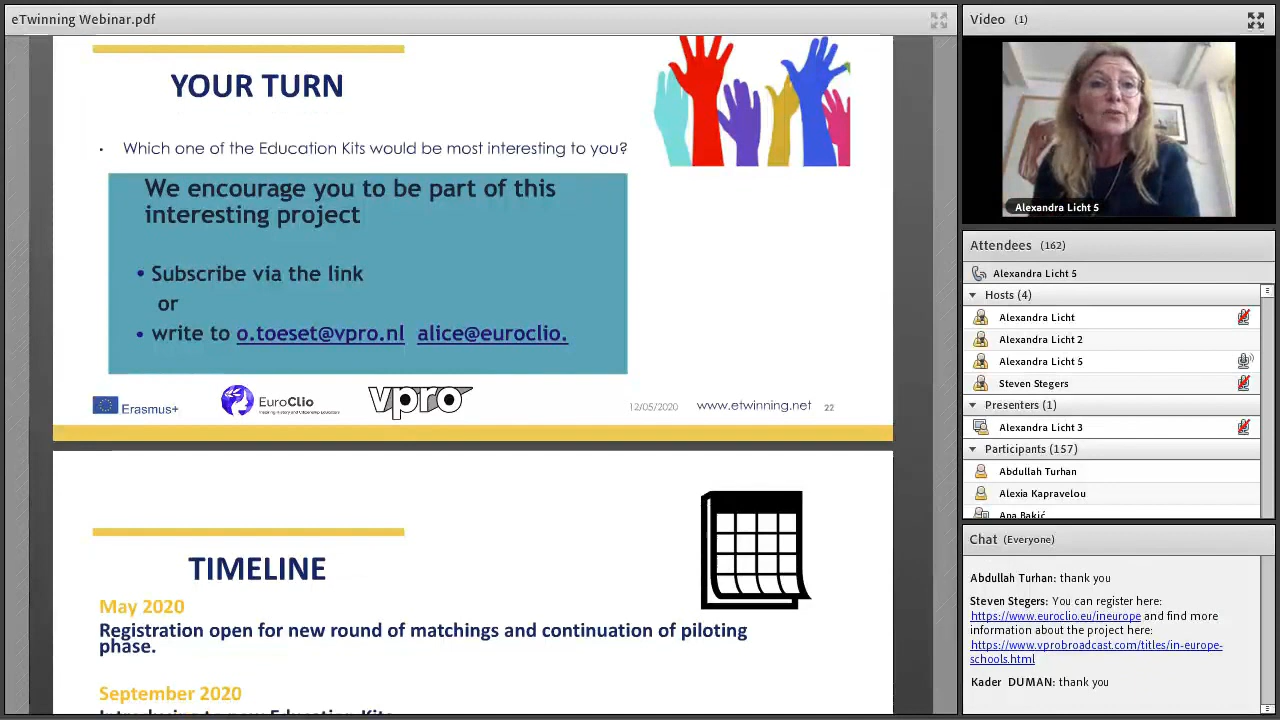 eTwinning Webinar.pdf
YOUR TURN
• Which one of the Education Kits would be most interesting to you?
We encourage you to be part of this
interesting project
• Subscribe via the link
or
• write to o.toeset@vpro.nl alice@euroclio.
Erasmus+
EuroClio
vpro
12/05/2020
www.etwinning.net
22
TIMELINE
May 2020
Registration open for new round of matchings and continuation of piloting
phase.
September 2020
Video (1)
Alexandra Licht 5
Attendees (162)
Alexandra Licht 5
Hosts (4)
Alexandra Licht
Alexandra Licht 2
Alexandra Licht 5
Steven Stegers
Presenters (1)
Alexandra Licht 3
Participants (157)
Abdullah Turhan
Alexia Kapravelou
Ana Bakić
Chat (Everyone)
Abdullah Turhan: thank you
Steven Stegers: You can register here:
https://www.euroclio.eu/ineurope and find more
information about the project here:
https://www.vprobroadcast.com/titles/in-europe-
schools.html
Kader DUMAN: thank you